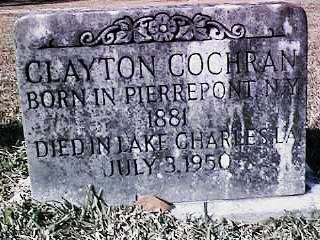 CLAYTON COCHRAN
BORN IN PIERREPONT N.Y.
1881
DIED IN LAKE CHARLES, LA
JULY 3, 1950